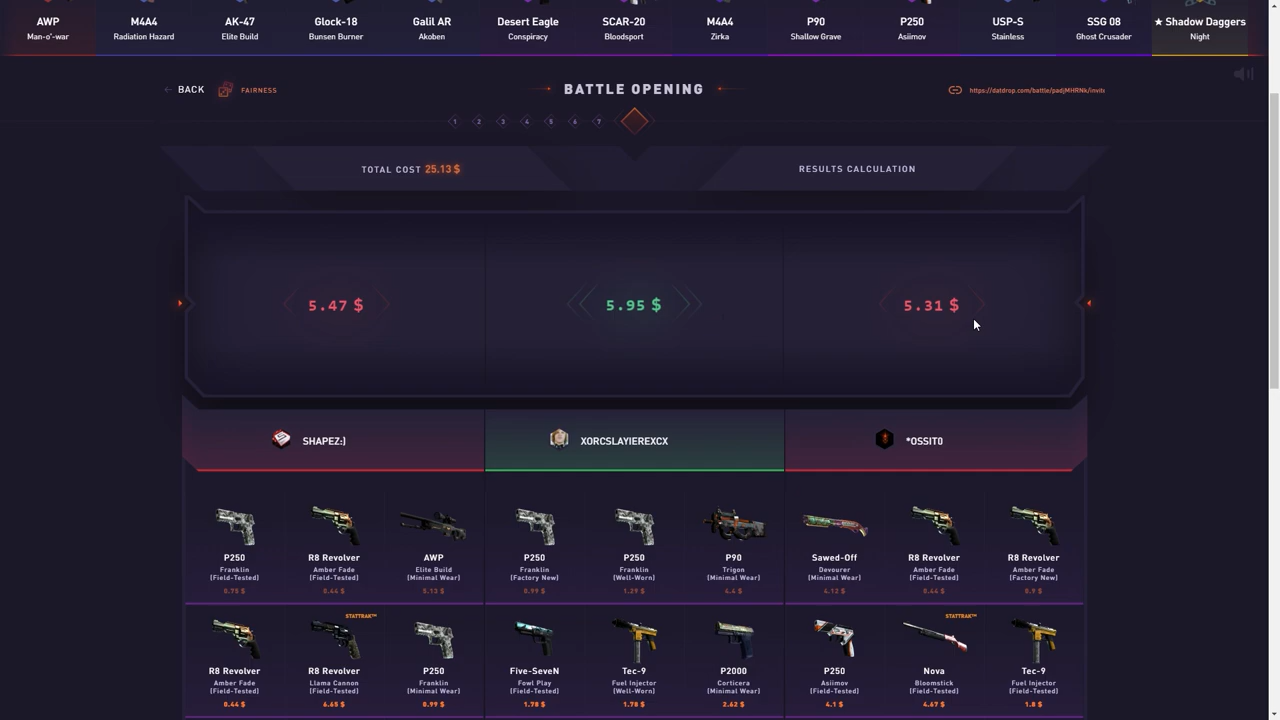 AWP M4A4 AK-47 Glock-18 Galil AR Desert Eagle SCAR-20 M4A4 P90 P250 USP-S SSG 08 ★ Shadow Daggers
Man-o'-war Radiation Hazard Elite Build Bunsen Burner Akoben Conspiracy Bloodsport Zirka Shallow Grave Asiimov Stainless Ghost Crusader Night
← BACK FAIRNESS BATTLE OPENING https://datdrop.com/battle/padjMHRNk/invite
1 2 3 4 5 6 7
TOTAL COST 25.13 $ RESULTS CALCULATION
5.47 $ 5.95 $ 5.31 $
SHAPEZ:) XORCSLAYIEREXCX *OSSIT0
P250 R8 Revolver AWP P250 P250 P90 Sawed-Off R8 Revolver R8 Revolver
Franklin Amber Fade Elite Build Franklin Franklin Trigon Devourer Amber Fade Amber Fade
(Field-Tested) (Field-Tested) (Minimal Wear) (Factory New) (Well-Worn) (Minimal Wear) (Minimal Wear) (Field-Tested) (Factory New)
0.75 $ 0.44 $ 5.13 $ 0.99 $ 1.29 $ 4.4 $ 4.12 $ 0.44 $ 0.9 $
STATTRAK™ STATTRAK™
R8 Revolver R8 Revolver P250 Five-SeveN Tec-9 P2000 P250 Nova Tec-9
Amber Fade Llama Cannon Franklin Fowl Play Fuel Injector Corticera Asiimov Bloomstick Fuel Injector
(Field-Tested) (Field-Tested) (Minimal Wear) (Field-Tested) (Well-Worn) (Minimal Wear) (Field-Tested) (Field-Tested) (Field-Tested)
0.44 $ 6.65 $ 0.99 $ 1.78 $ 1.78 $ 2.62 $ 4.1 $ 4.67 $ 1.8 $